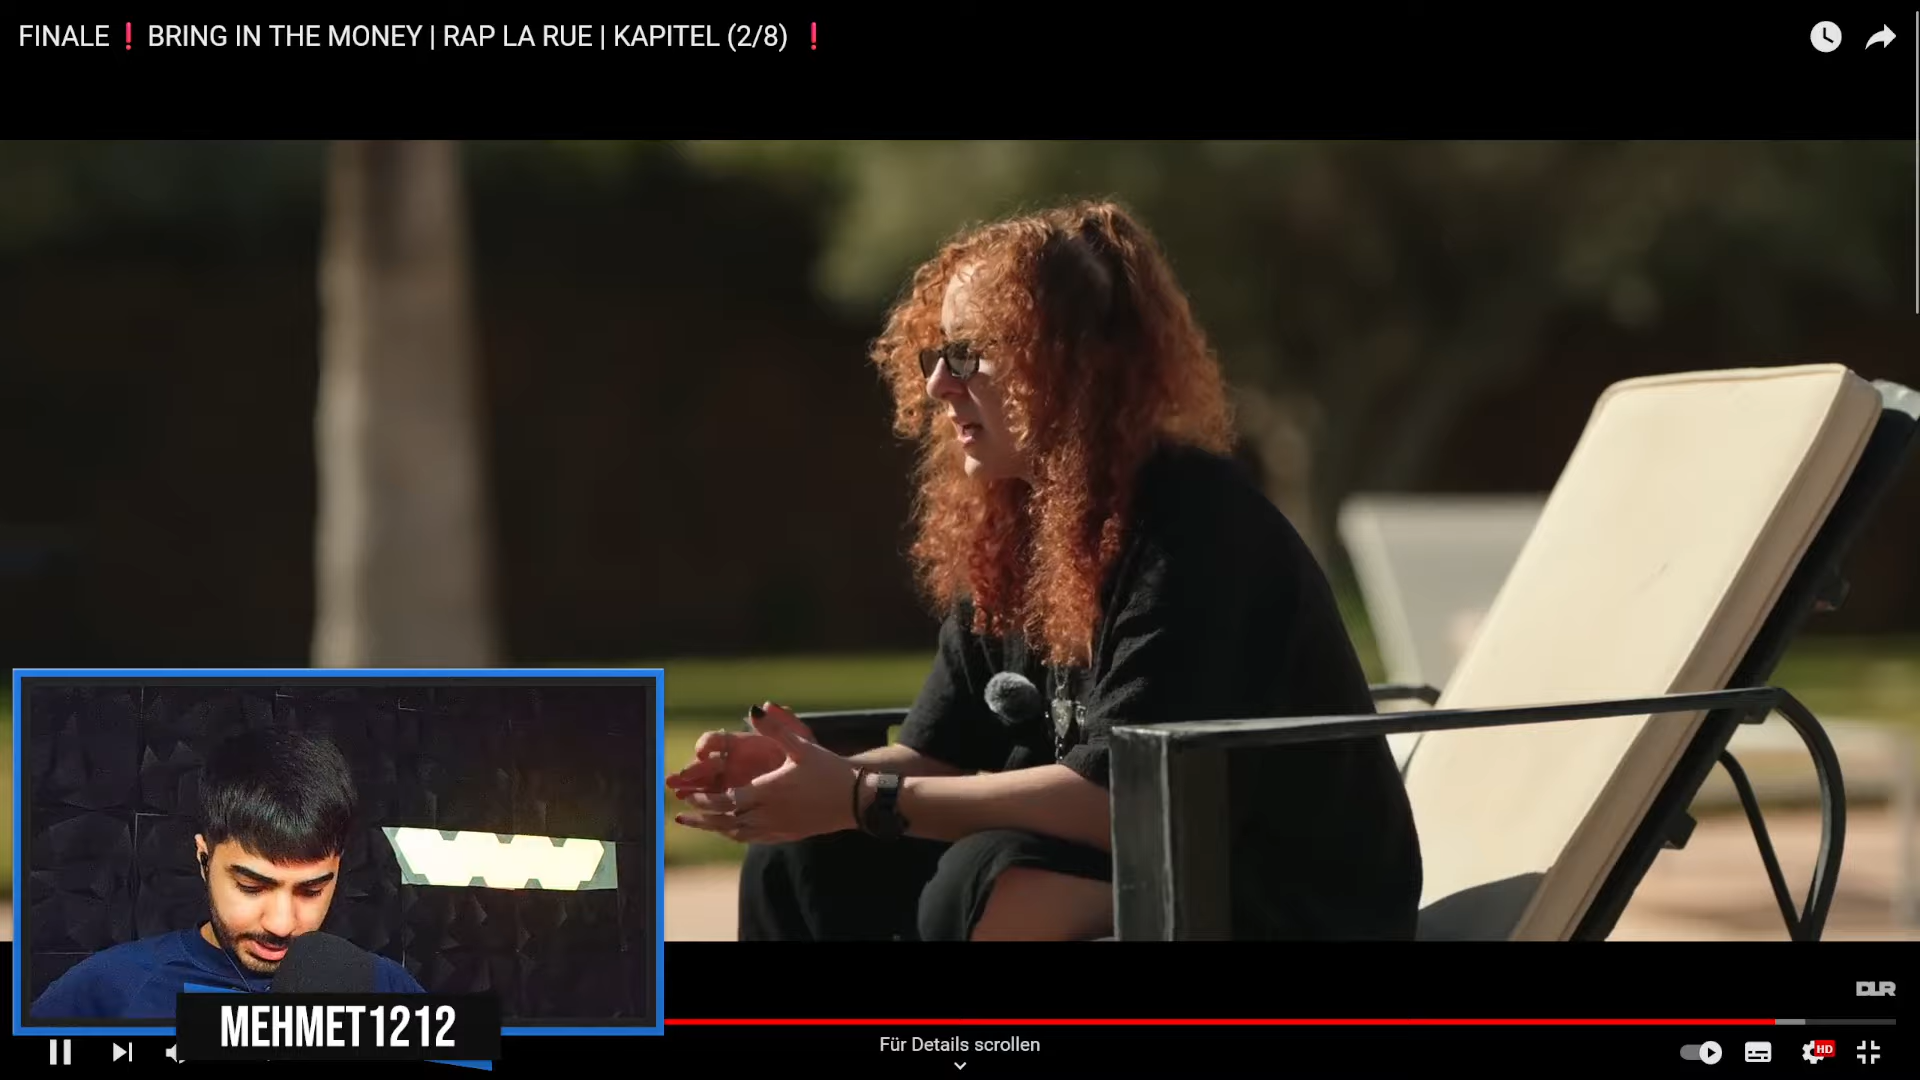 FINALE❗ BRING IN THE MONEY | RAP LA RUE | KAPITEL (2/8) ❗
MEHMET1212
DLR
Für Details scrollen
HD